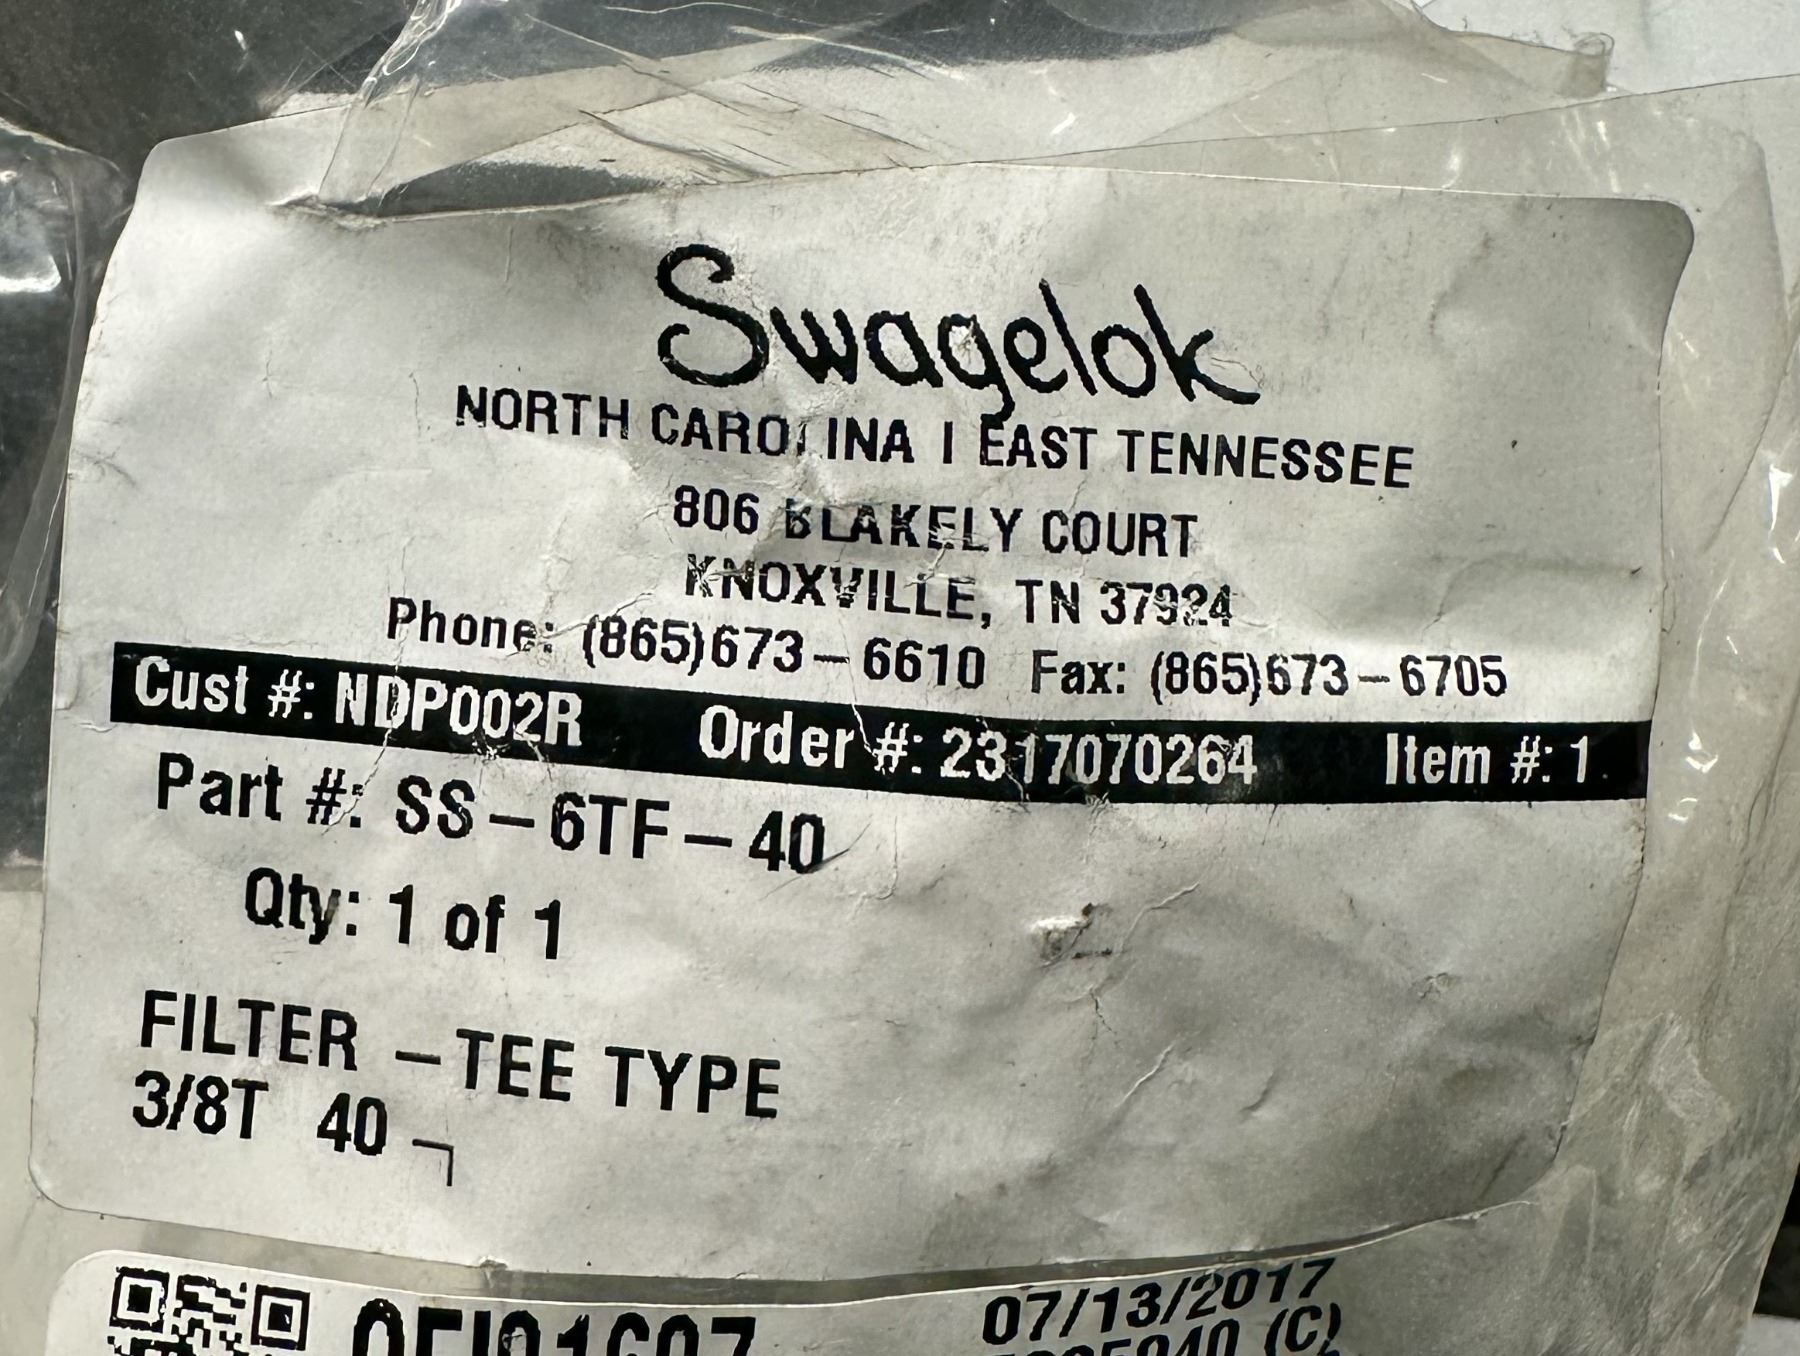 Swagelok
NORTH CAROLINA | EAST TENNESSEE
806 BLAKELY COURT
KNOXVILLE, TN 37924
Phone: (865)673-6610 Fax: (865)673-6705
Cust #: NDP002R Order #: 2317070264 Item #: 1
Part #: SS-6TF-40
Qty: 1 of 1
FILTER -TEE TYPE
3/8T 40 ¬
07/13/2017
(C)